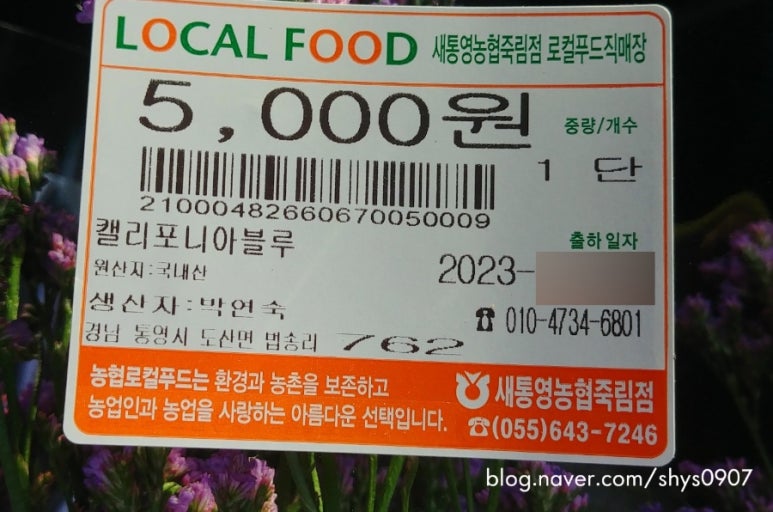 LOCAL FOOD 새통영농협죽림점 로컬푸드직매장
5,000원 중량/개수
1 단
21000482660670050009
캘리포니아블루 출하일자
원산지:국내산 2023-
생산자:박연숙 ☎ 010-4734-6801
경남 통영시 도산면 법송리 762
농협로컬푸드는 환경과 농촌을 보존하고
농업인과 농업을 사랑하는 아름다운 선택입니다.
새통영농협죽림점
☎(055)643-7246
blog.naver.com/shys0907